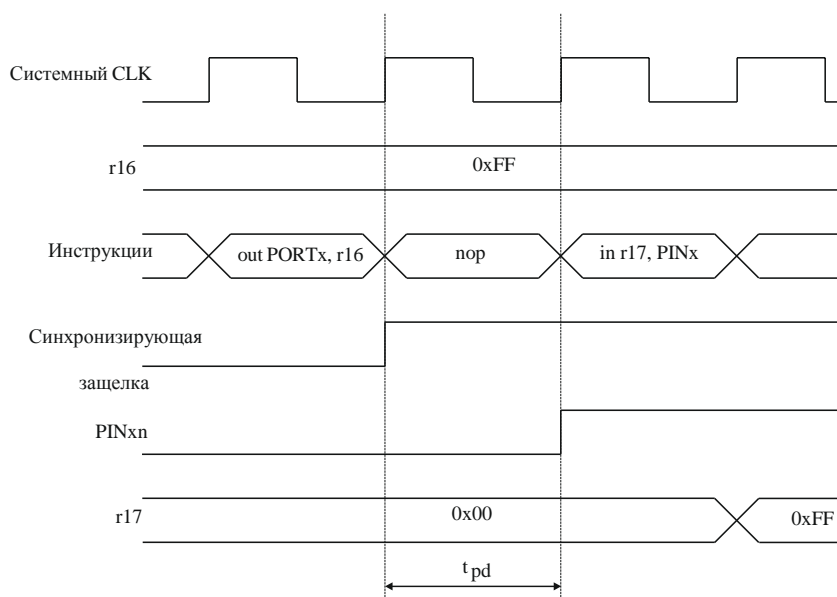 Системный CLK
r16
0xFF
Инструкции
out PORTx, r16
nop
in r17, PINx
Синхронизирующая
защелка
PINxn
r17
0x00
0xFF
t pd